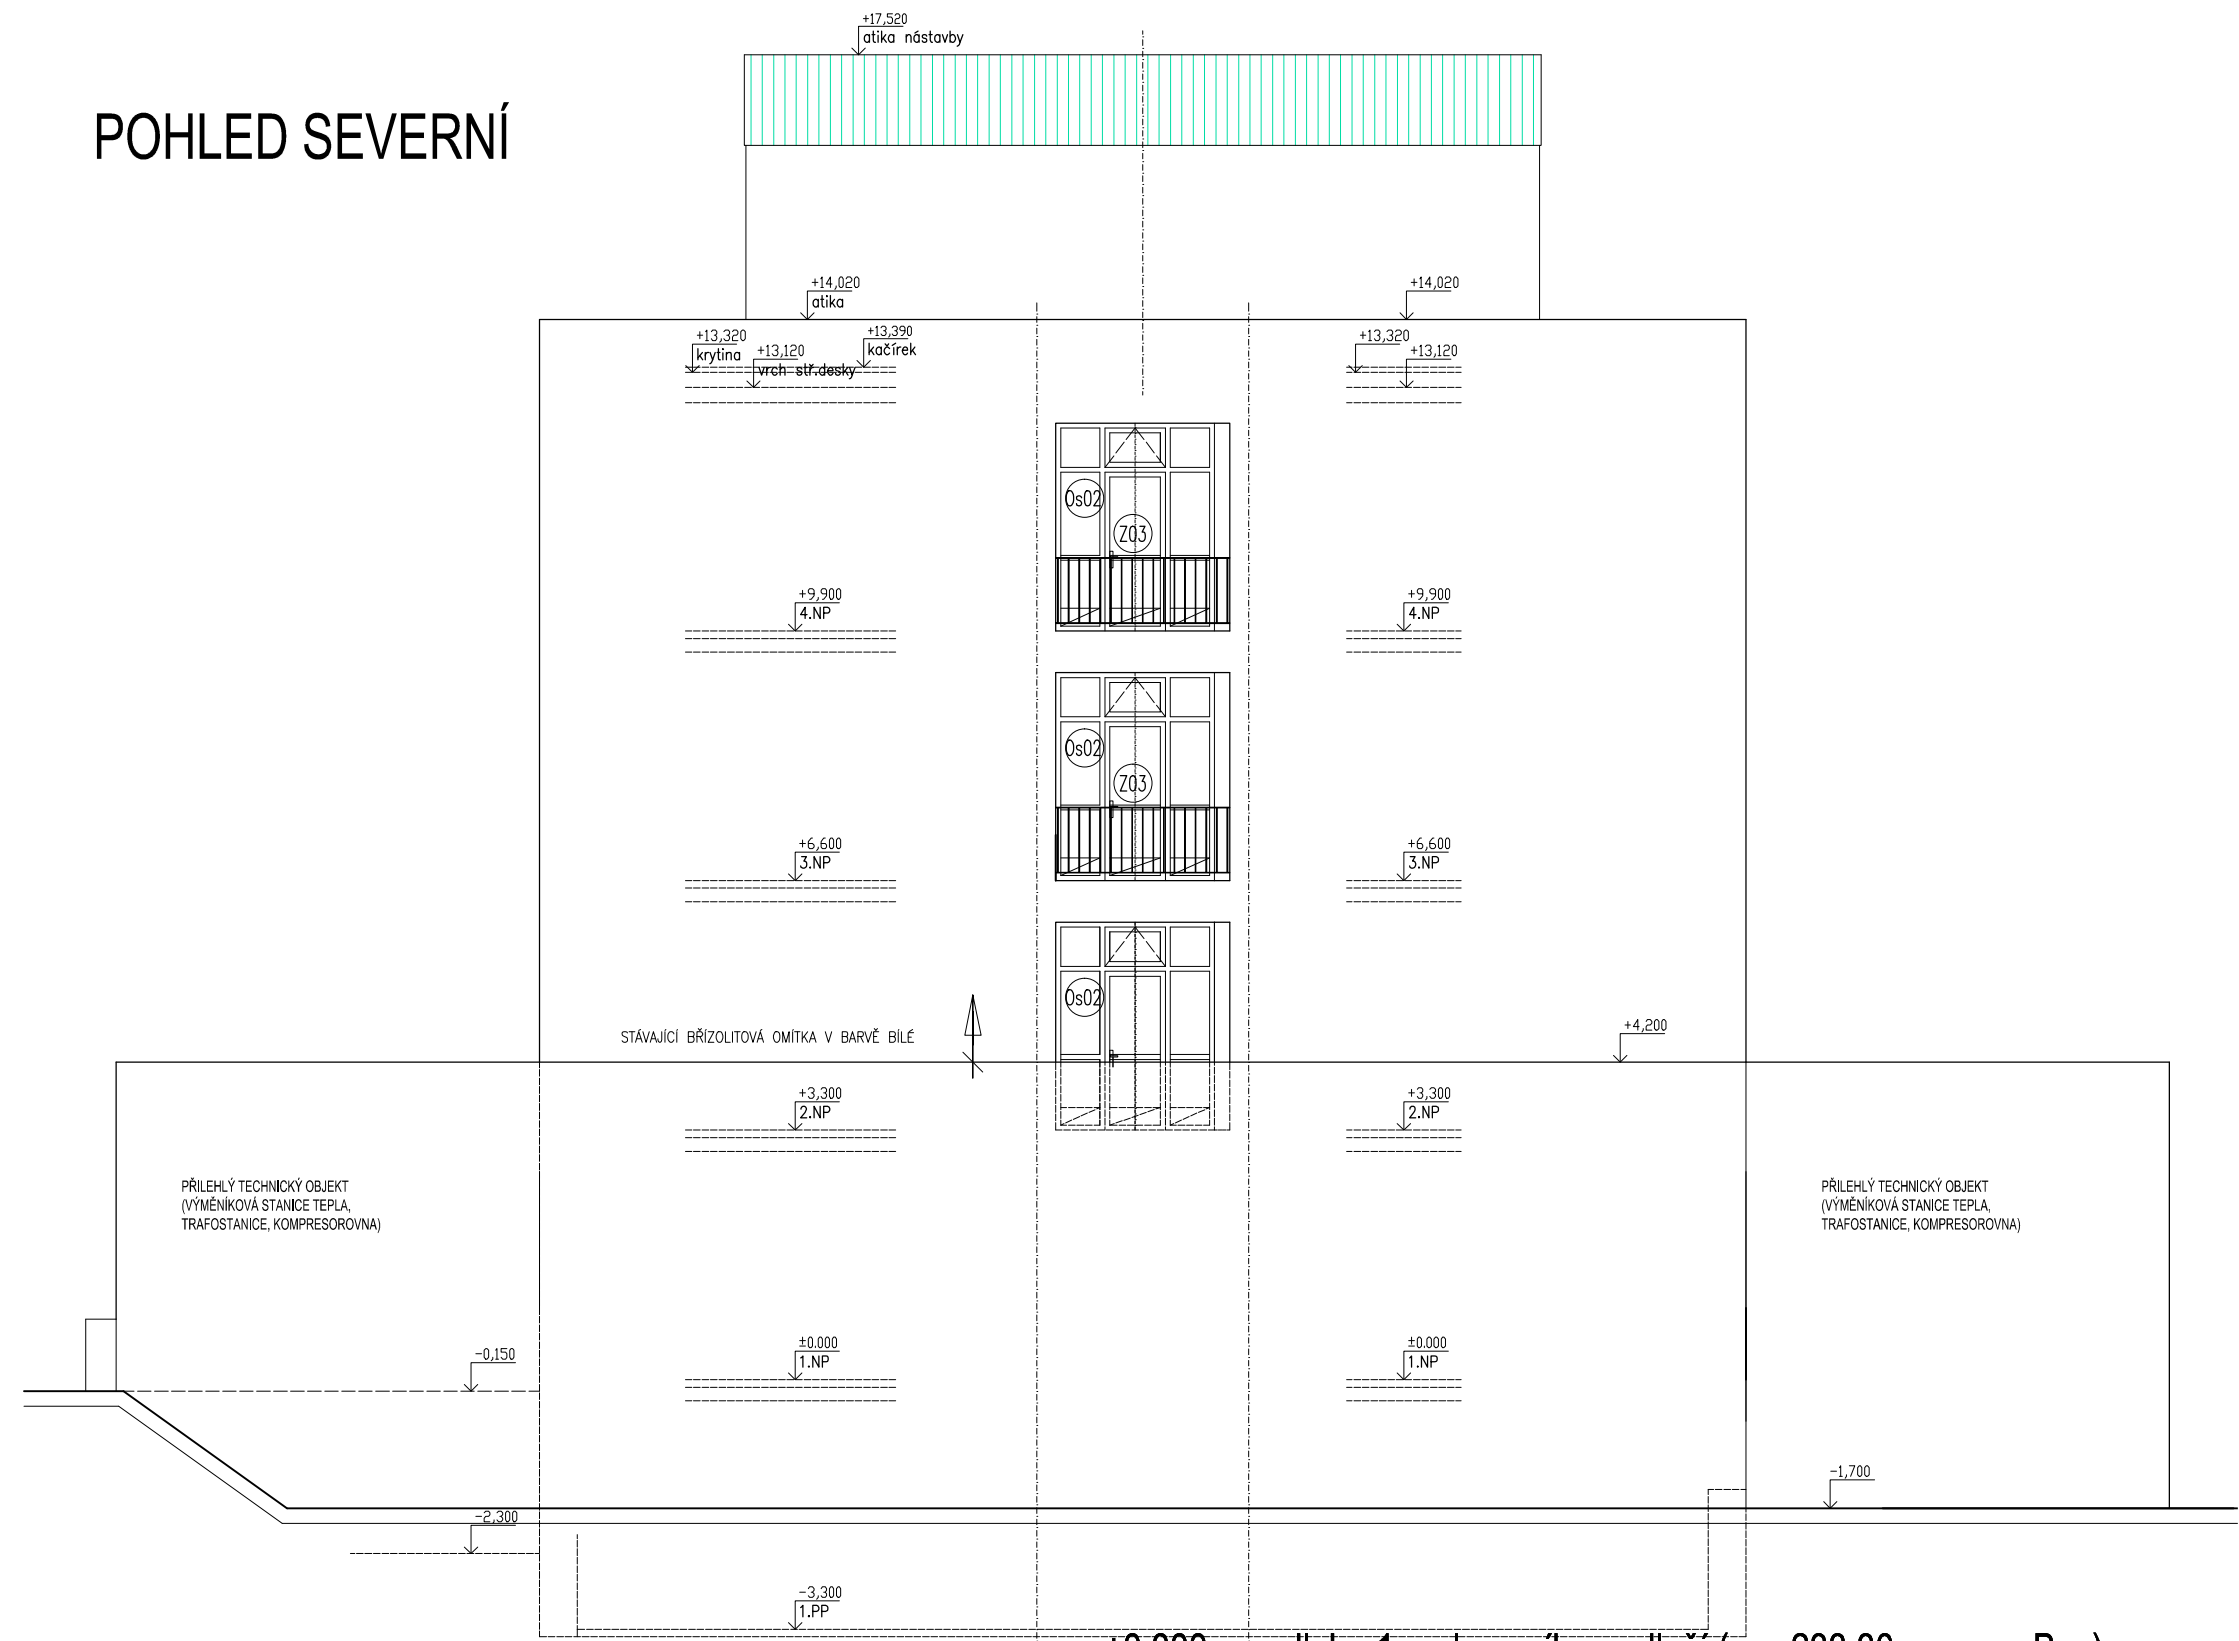 +17,520
atika nástavby
POHLED SEVERNÍ
+14,020
atika
+14,020
+13,320
krytina
+13,120
vrch stř.desky
+13,390
kačírek
+13,320
+13,120
Os02
Z03
+9,900
4.NP
+9,900
4.NP
Os02
Z03
+6,600
3.NP
+6,600
3.NP
Os02
STÁVAJÍCÍ BŘÍZOLITOVÁ OMÍTKA V BARVĚ BÍLÉ
+4,200
+3,300
2.NP
+3,300
2.NP
PŘILEHLÝ TECHNICKÝ OBJEKT
(VÝMĚNÍKOVÁ STANICE TEPLA,
TRAFOSTANICE, KOMPRESOROVNA)
PŘILEHLÝ TECHNICKÝ OBJEKT
(VÝMĚNÍKOVÁ STANICE TEPLA,
TRAFOSTANICE, KOMPRESOROVNA)
-0,150
±0.000
1.NP
±0.000
1.NP
-1,700
-2,300
-3,300
1.PP